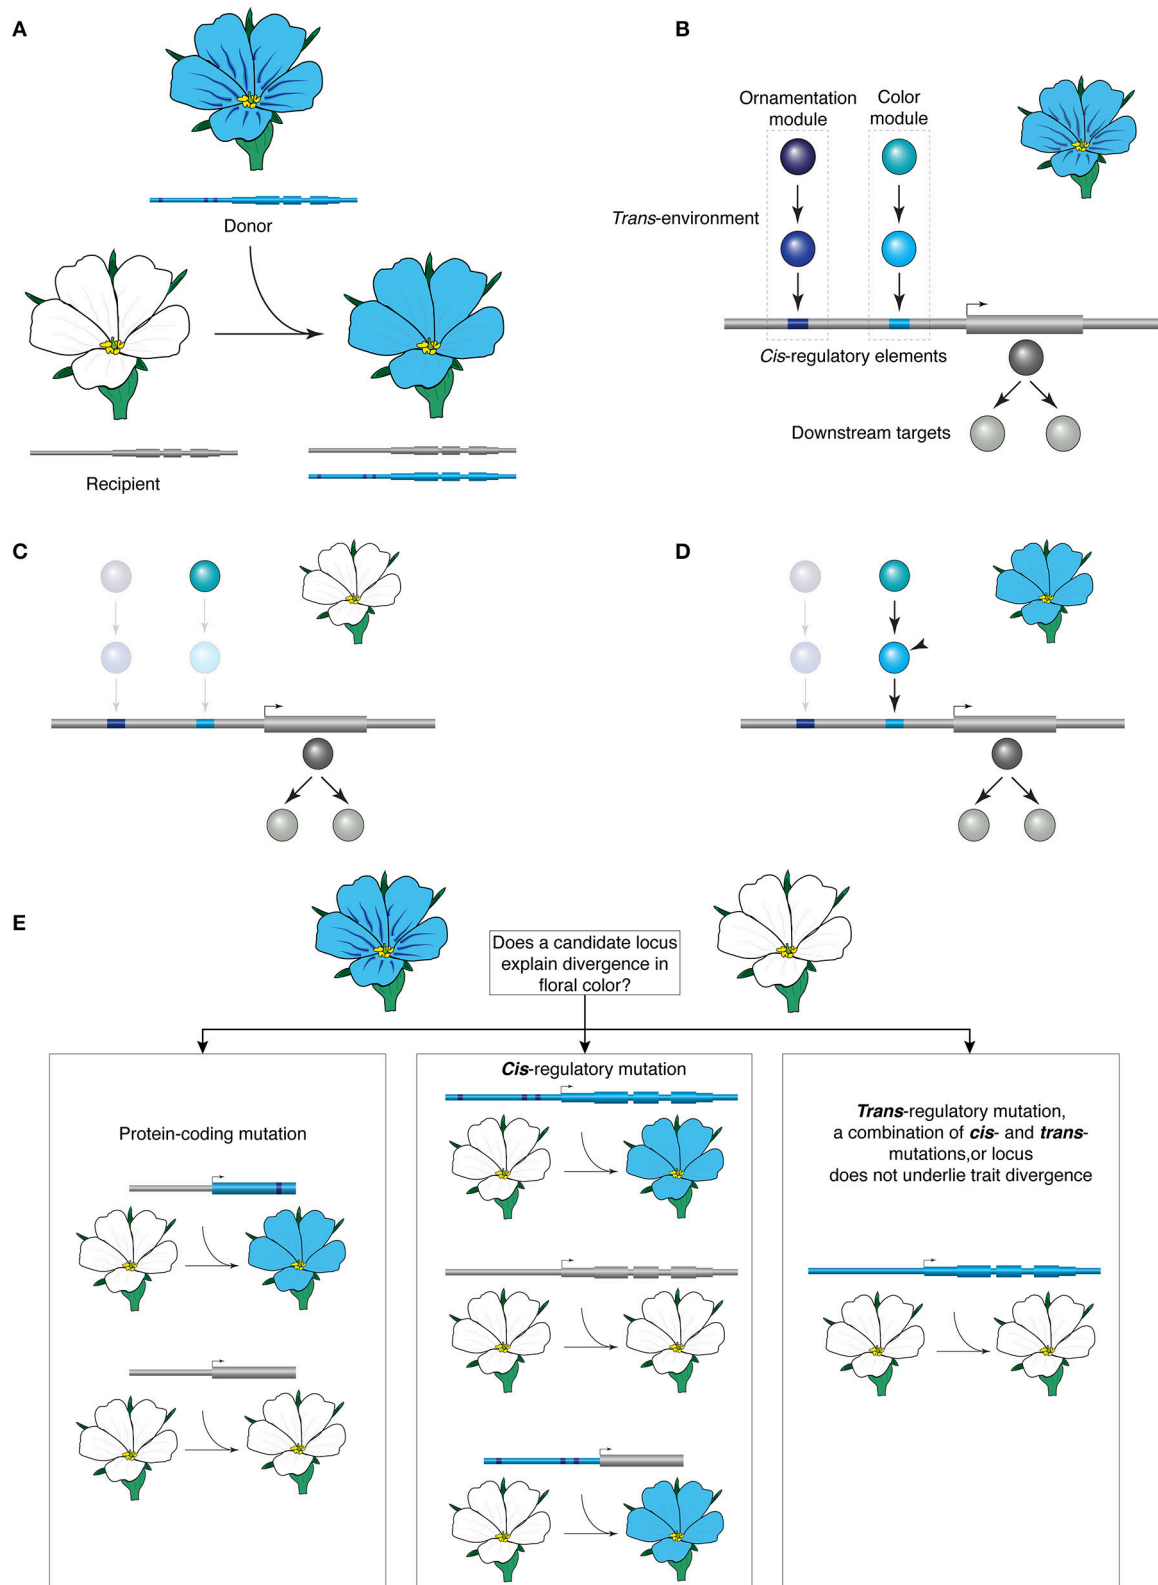 A
Donor
Recipient
B
Ornamentation
module
Color
module
Trans-environment
Cis-regulatory elements
Downstream targets
C
D
E
Does a candidate locus
explain divergence in
floral color?
Protein-coding mutation
Cis-regulatory mutation
Trans-regulatory mutation,
a combination of cis- and trans-
mutations,or locus
does not underlie trait divergence